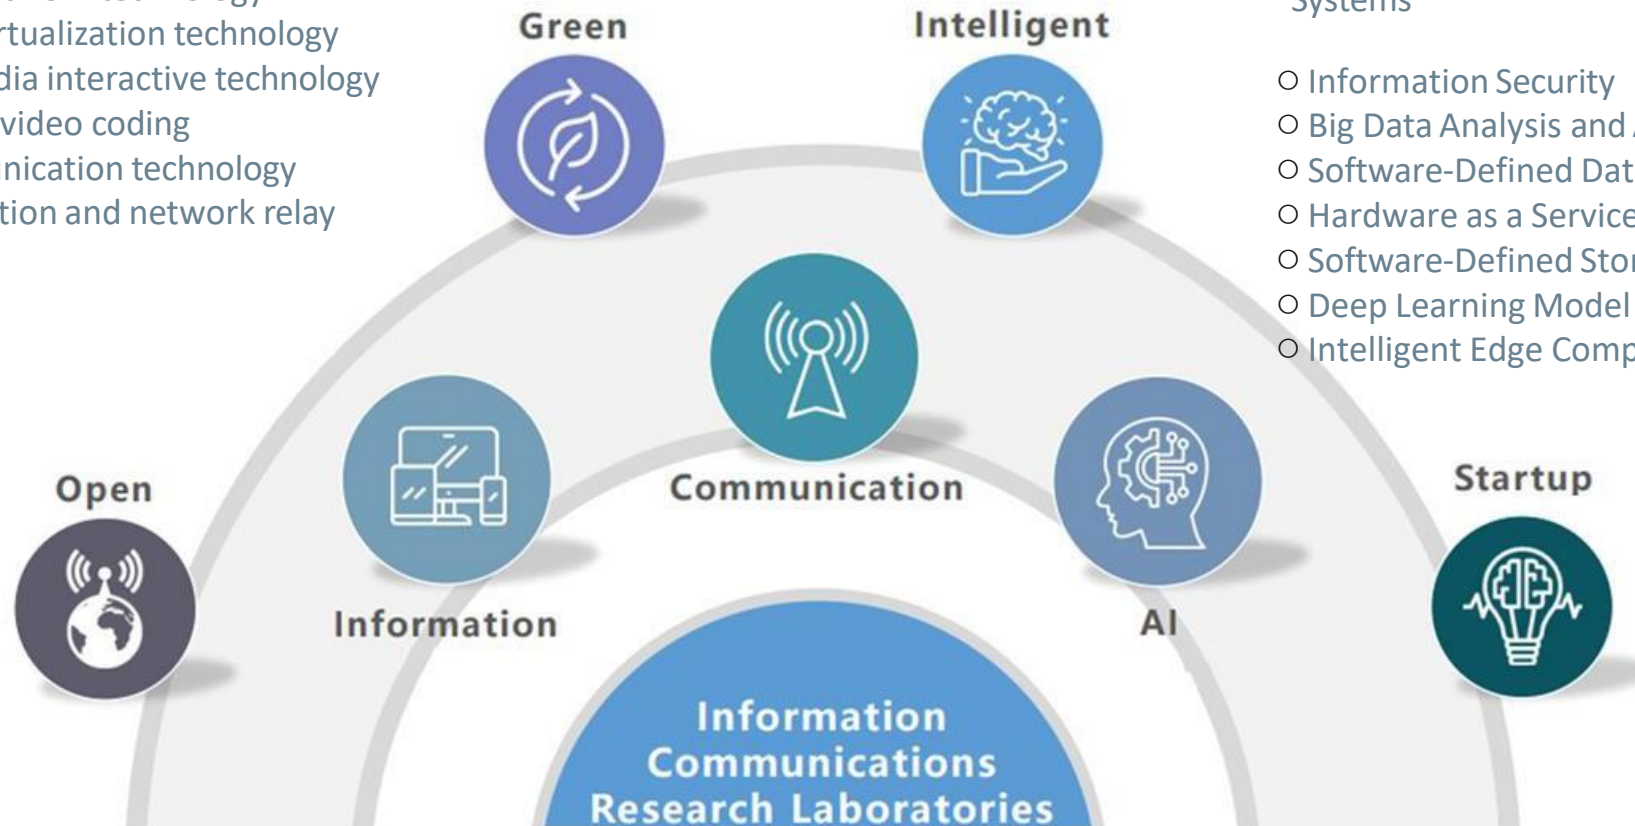 rtualization technology
dia interactive technology
video coding
nication technology
tion and network relay
Green
Intelligent
Systems
○ Information Security
○ Big Data Analysis and
○ Software-Defined Dat
○ Hardware as a Service
○ Software-Defined Stor
○ Deep Learning Model
○ Intelligent Edge Comp
Open
Communication
Startup
Information
AI
Information
Communications
Research Laboratories